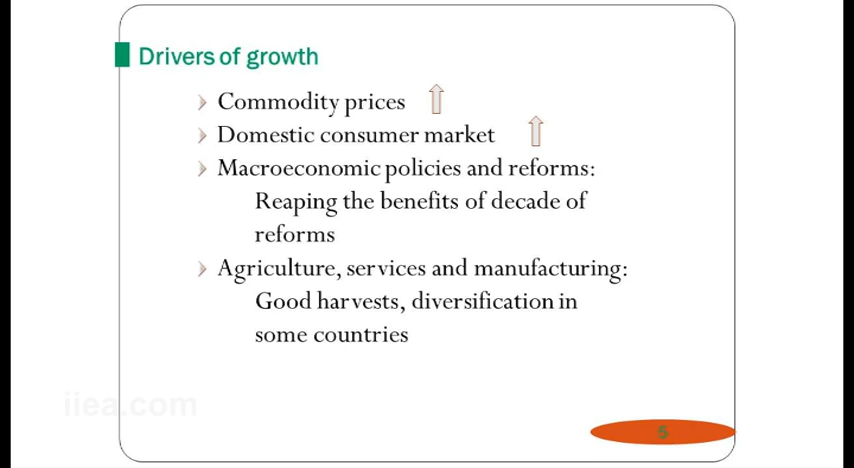 Drivers of growth
Commodity prices
Domestic consumer market
Macroeconomic policies and reforms:
Reaping the benefits of decade of
reforms
Agriculture, services and manufacturing:
Good harvests, diversification in
some countries
iiea.com
5